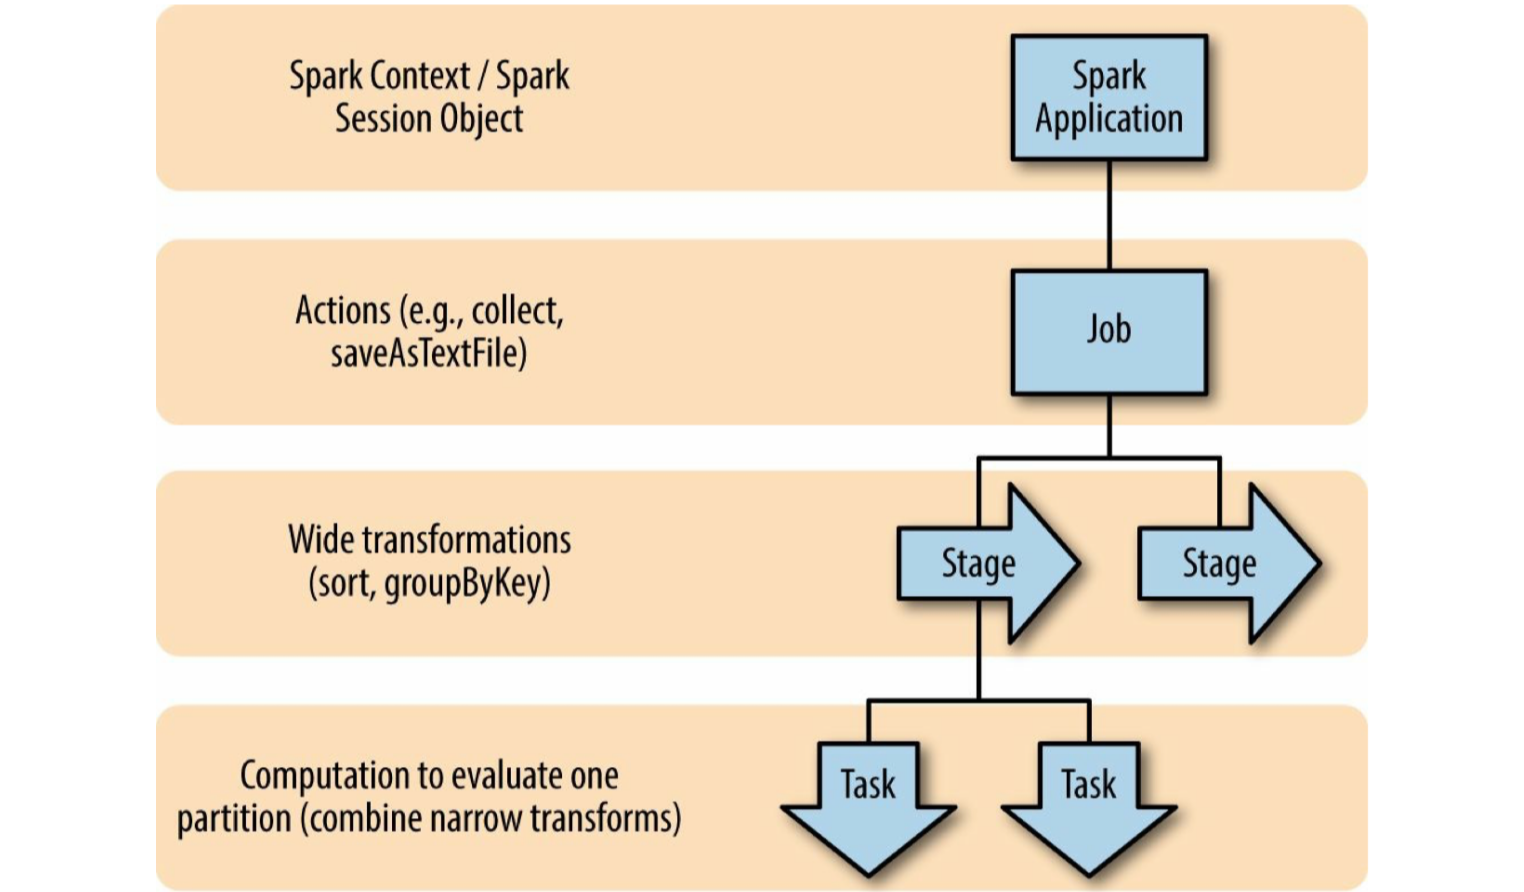 Spark Context / Spark
Session Object
Spark
Application
Actions (e.g., collect,
saveAsTextFile)
Job
Wide transformations
(sort, groupByKey)
Stage
Stage
Computation to evaluate one
partition (combine narrow transforms)
Task
Task